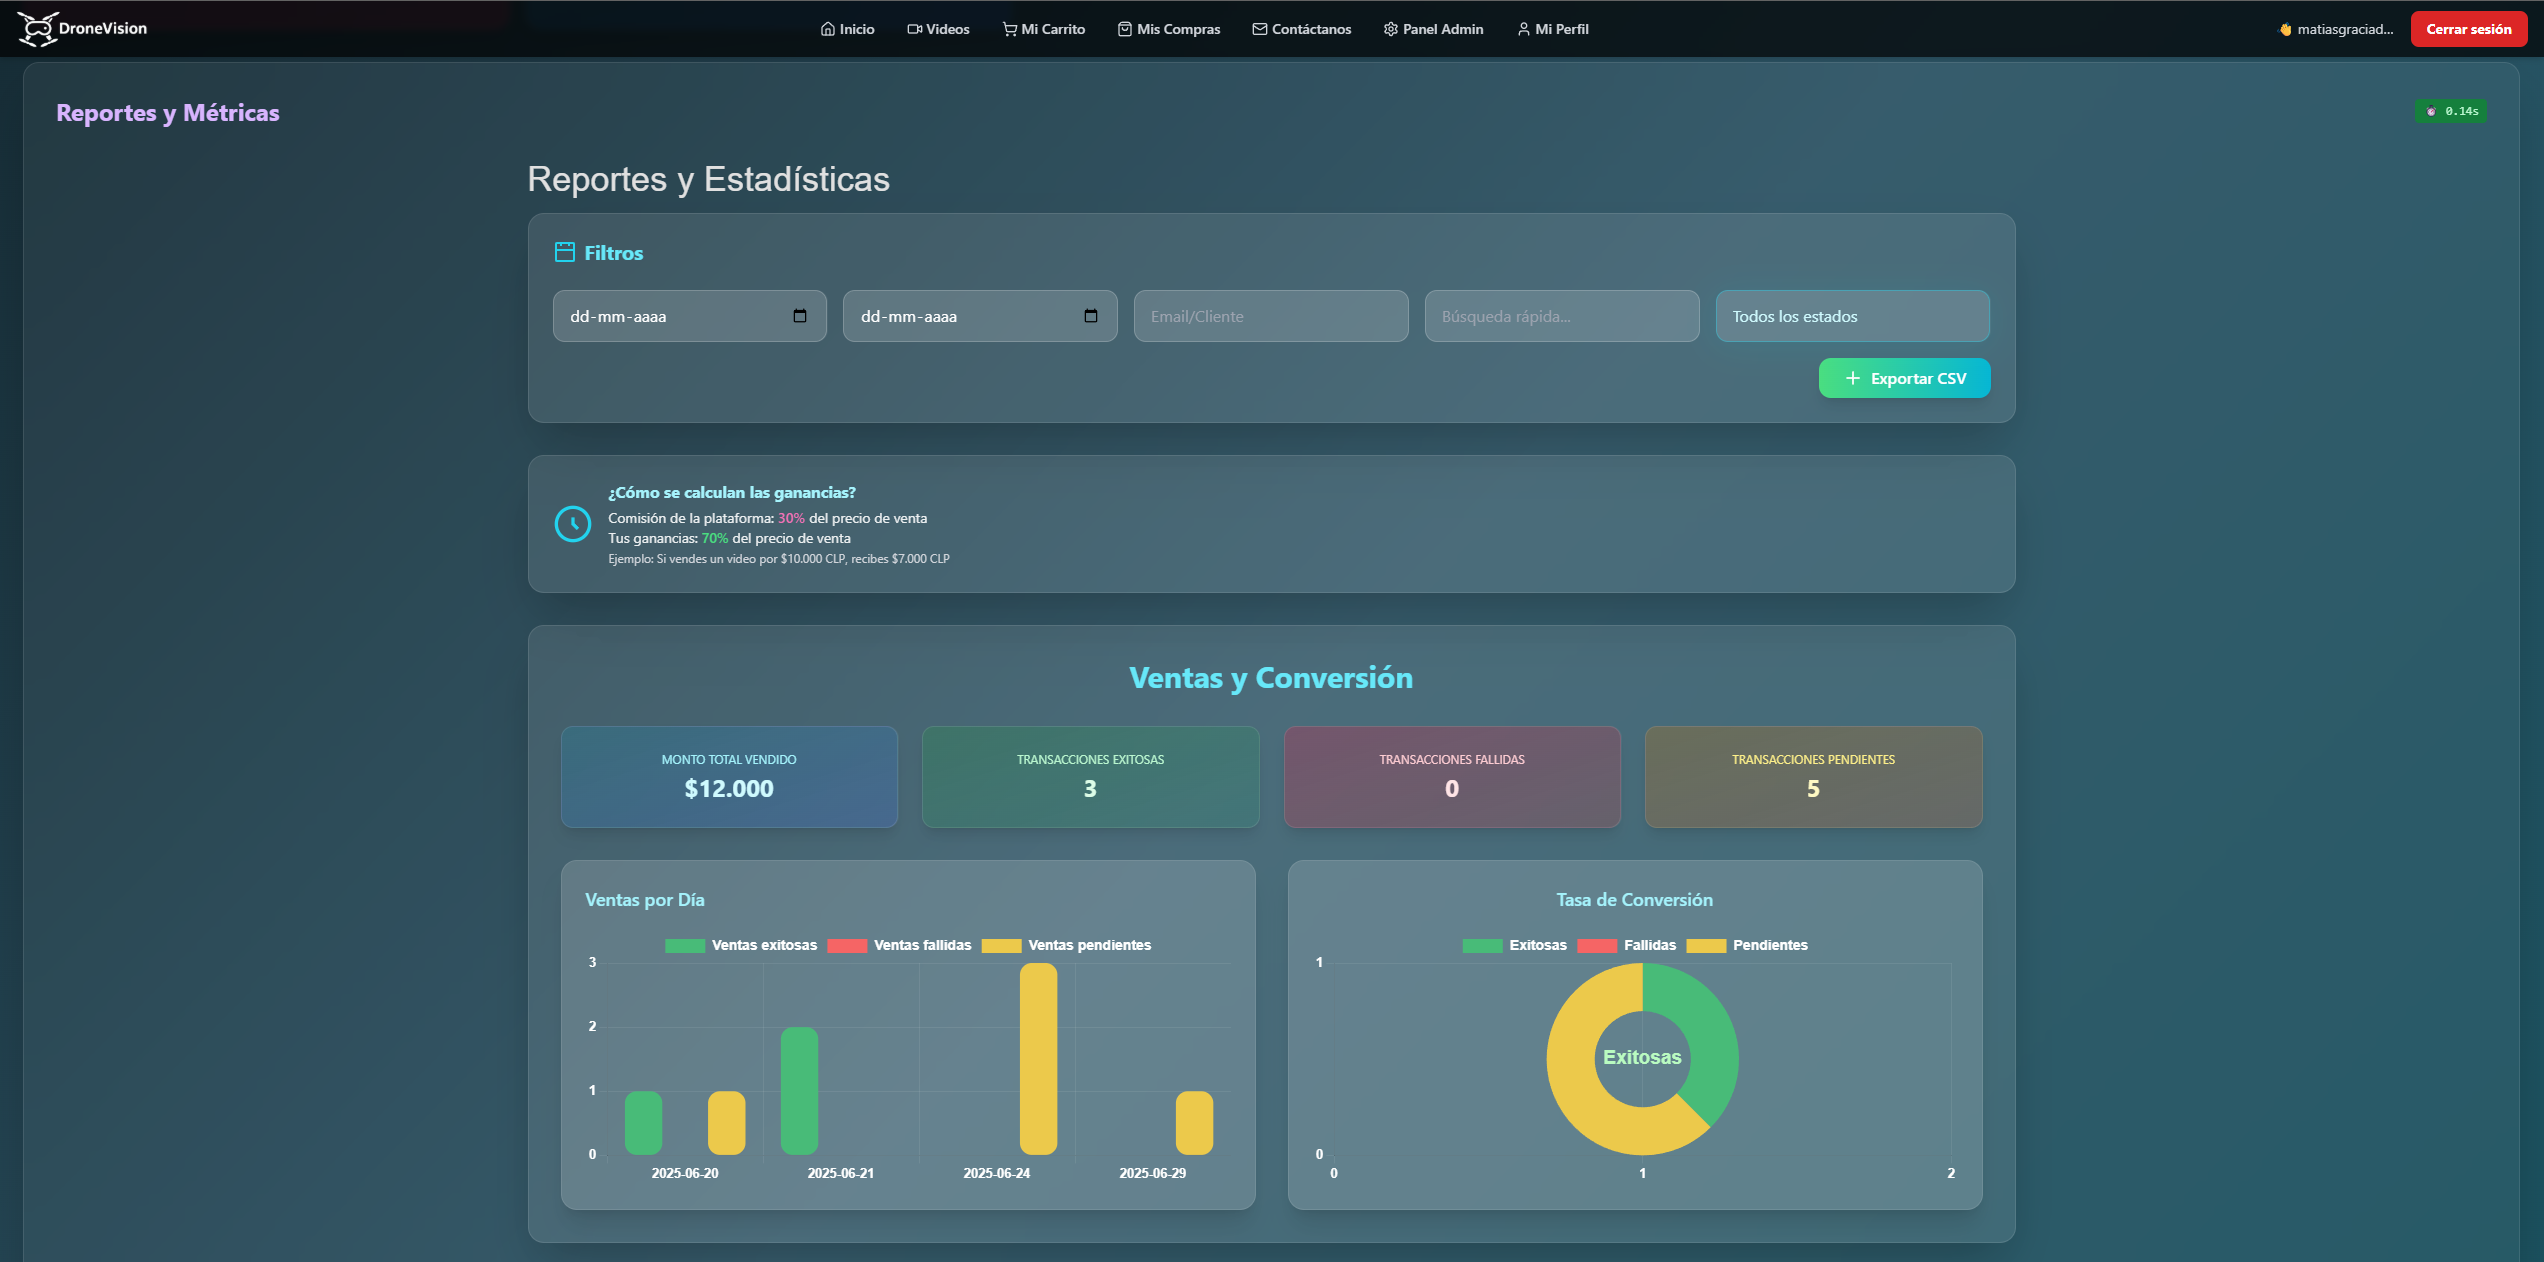 DroneVision
Inicio
Videos
Mi Carrito
Mis Compras
Contáctanos
Panel Admin
Mi Perfil
👋 matiasgraciad...
Cerrar sesión
Reportes y Métricas
0.14s
Reportes y Estadísticas
Filtros
dd-mm-aaaa
dd-mm-aaaa
Email/Cliente
Búsqueda rápida...
Todos los estados
Exportar CSV
¿Cómo se calculan las ganancias?
Comisión de la plataforma: 30% del precio de venta
Tus ganancias: 70% del precio de venta
Ejemplo: Si vendes un video por $10.000 CLP, recibes $7.000 CLP
Ventas y Conversión
MONTO TOTAL VENDIDO
$12.000
TRANSACCIONES EXITOSAS
3
TRANSACCIONES FALLIDAS
0
TRANSACCIONES PENDIENTES
5
Ventas por Día
Ventas exitosas Ventas fallidas Ventas pendientes
3
2
1
0
2025-06-20 2025-06-21 2025-06-24 2025-06-29
Tasa de Conversión
Exitosas Fallidas Pendientes
1
Exitosas
0
0 1 2